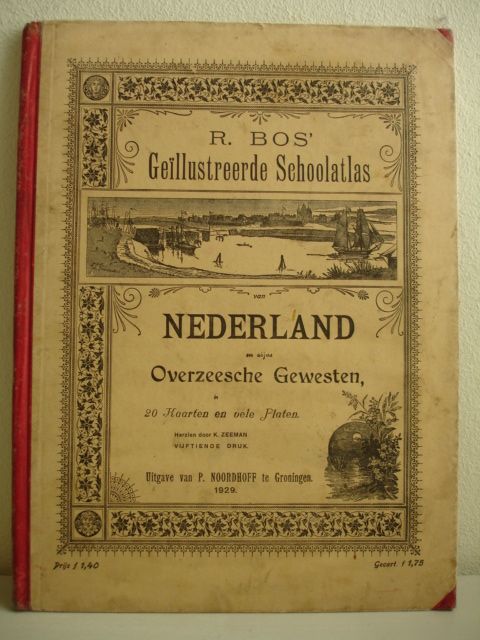 R. BOS'
Geïllustreerde Schoolatlas
van
NEDERLAND
en zijne
Overzeesche Gewesten,
in
20 Kaarten en vele Platen.
Herzien door K. ZEEMAN
VIJFTIENDE DRUK.
Uitgave van P. NOORDHOFF te Groningen.
1929.
Prijs f 1,40
Gecart. f 1,75